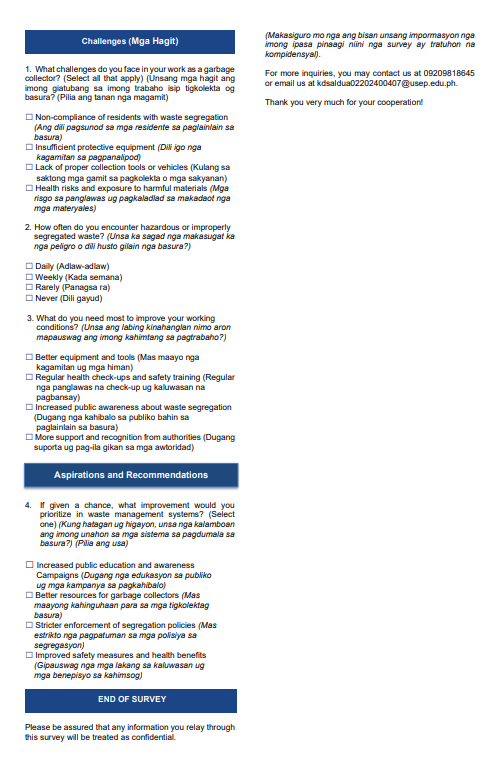 Challenges (Mga Hagit)
1. What challenges do you face in your work as a garbage
collector? (Select all that apply) (Unsang mga hagit ang
imong giatubang sa imong trabaho isip tigkolekta og
basura? (Pilia ang tanan nga magamit)
☐ Non-compliance of residents with waste segregation
(Ang dili pagsunod sa mga residente sa paglainlain sa
basura)
☐ Insufficient protective equipment (Dili igo nga
kagamitan sa pagpanalipod)
☐ Lack of proper collection tools or vehicles (Kulang sa
saktong mga gamit sa pagkolekta o mga sakyanan)
☐ Health risks and exposure to harmful materials (Mga
risgo sa panglawas ug pagkaladlad sa makadaot nga
mga materyales)
2. How often do you encounter hazardous or improperly
segregated waste? (Unsa ka sagad nga makasugat ka
nga peligro o dili husto gilain nga basura?)
☐ Daily (Adlaw-adlaw)
☐ Weekly (Kada semana)
☐ Rarely (Panagsa ra)
☐ Never (Dili gayud)
3. What do you need most to improve your working
conditions? (Unsa ang labing kinahanglan nimo aron
mapauswag ang imong kahimtang sa pagtrabaho?)
☐ Better equipment and tools (Mas maayo nga
kagamitan ug mga himan)
☐ Regular health check-ups and safety training (Regular
nga panglawas na check-up ug kaluwasan na
pagbansay)
☐ Increased public awareness about waste segregation
(Dugang nga kahibalo sa publiko bahin sa
paglainlain sa basura)
☐ More support and recognition from authorities (Dugang
suporta ug pag-ila gikan sa mga awtoridad)
Aspirations and Recommendations
4. If given a chance, what improvement would you
prioritize in waste management systems? (Select
one) (Kung hatagan ug higayon, unsa nga kalamboan
ang imong unahon sa mga sistema sa pagdumala sa
basura?) (Pilia ang usa)
☐ Increased public education and awareness
Campaigns (Dugang nga edukasyon sa publiko
ug mga kampanya sa pagkahibalo)
☐ Better resources for garbage collectors (Mas
maayong kahinguhaan para sa mga tigkolektag
basura)
☐ Stricter enforcement of segregation policies (Mas
estrikto nga pagpatuman sa mga polisiya sa
segregasyon)
☐ Improved safety measures and health benefits
(Gipauswag nga mga lakang sa kaluwasan ug
mga benepisyo sa kahimsog)
END OF SURVEY
Please be assured that any information you relay through
this survey will be treated as confidential.
(Makasiguro mo nga ang bisan unsang impormasyon nga
imong ipasa pinaagi niini nga survey ay tratuhon na
kompidensyal).
For more inquiries, you may contact us at 09209818645
or email us at kdsaldua02202400407@usep.edu.ph.
Thank you very much for your cooperation!